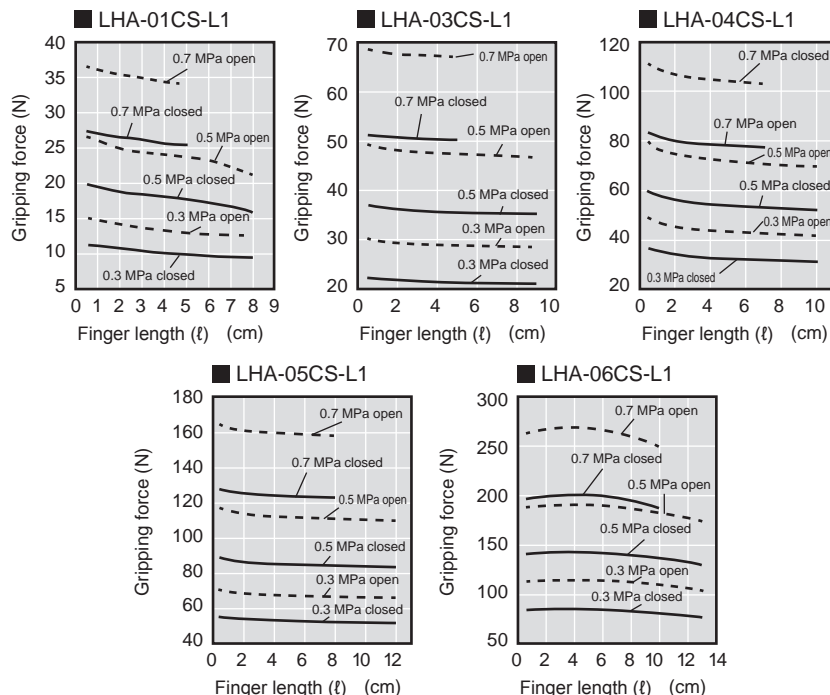 ■ LHA-01CS-L1
Gripping force (N)
40
35
30
25
20
15
10
5
0.7 MPa open
0.7 MPa closed
0.5 MPa open
0.5 MPa closed
0.3 MPa open
0.3 MPa closed
0 1 2 3 4 5 6 7 8 9
Finger length (ℓ) (cm)
■ LHA-03CS-L1
Gripping force (N)
70
60
50
40
30
20
0.7 MPa open
0.7 MPa closed
0.5 MPa open
0.5 MPa closed
0.3 MPa open
0.3 MPa closed
0 2 4 6 8 10
Finger length (ℓ) (cm)
■ LHA-04CS-L1
Gripping force (N)
120
100
80
60
40
20
0.7 MPa closed
0.7 MPa open
0.5 MPa open
0.5 MPa closed
0.3 MPa open
0.3 MPa closed
0 2 4 6 8 10
Finger length (ℓ) (cm)
■ LHA-05CS-L1
Gripping force (N)
180
160
140
120
100
80
60
40
0.7 MPa open
0.7 MPa closed
0.5 MPa open
0.5 MPa closed
0.3 MPa open
0.3 MPa closed
0 2 4 6 8 10 12
Finger length (ℓ) (cm)
■ LHA-06CS-L1
Gripping force (N)
300
250
200
150
100
50
0.7 MPa open
0.7 MPa closed
0.5 MPa open
0.5 MPa closed
0.3 MPa open
0.3 MPa closed
0 2 4 6 8 10 12 14
Finger length (ℓ) (cm)